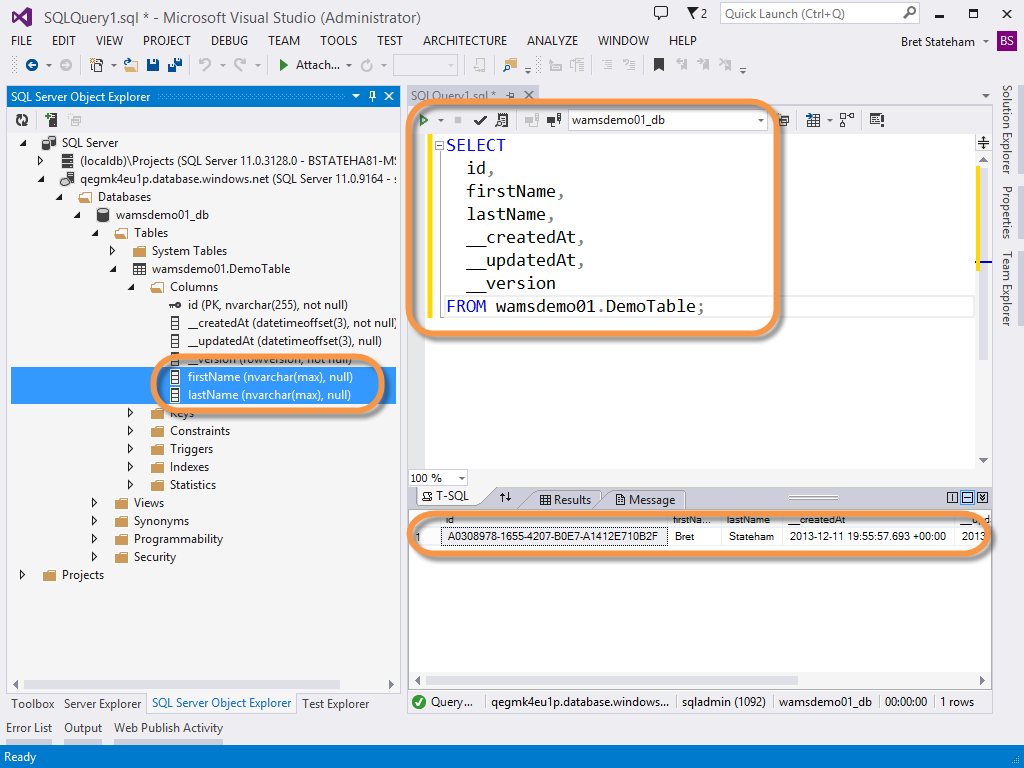 SQLQuery1.sql * - Microsoft Visual Studio (Administrator)
2
Quick Launch (Ctrl+Q)
FILE EDIT VIEW PROJECT DEBUG TEAM TOOLS TEST ARCHITECTURE ANALYZE WINDOW HELP
Bret Stateham
BS
Attach...
SQL Server Object Explorer
SQL Server
(localdb)\Projects (SQL Server 11.0.3128.0 - BSTATEHA81-MS
qegmk4eu1p.database.windows.net (SQL Server 11.0.9164 - s
Databases
wamsdemo01_db
Tables
System Tables
wamsdemo01.DemoTable
Columns
id (PK, nvarchar(255), not null)
__createdAt (datetimeoffset(3), not null)
__updatedAt (datetimeoffset(3), null)
__version (rowversion, not null)
firstName (nvarchar(max), null)
lastName (nvarchar(max), null)
Keys
Constraints
Triggers
Indexes
Statistics
Views
Synonyms
Programmability
Security
Projects
SQLQuery1.sql *
wamsdemo01_db
SELECT
id,
firstName,
lastName,
__createdAt,
__updatedAt,
__version
FROM wamsdemo01.DemoTable;
100 %
T-SQL
Results
Message
id firstNa... lastName __createdAt
1 A0308978-1655-4207-B0E7-A1412E710B2F Bret Stateham 2013-12-11 19:55:57.693 +00:00 2013
Query... qegmk4eu1p.database.windows... sqladmin (1092) wamsdemo01_db 00:00:00 1 rows
Solution Explorer
Properties
Team Explorer
Toolbox Server Explorer SQL Server Object Explorer Test Explorer
Error List Output Web Publish Activity
Ready